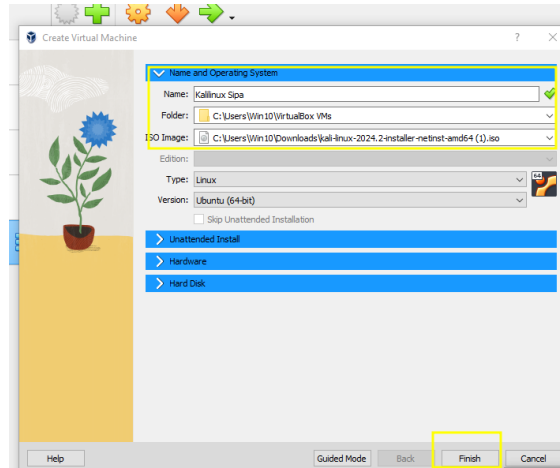 Create Virtual Machine
?
Name and Operating System
Name: Kalilinux Sipa
Folder: C:\Users\Win10\VirtualBox VMs
ISO Image: C:\Users\Win10\Downloads\kali-linux-2024.2-installer-netinst-amd64 (1).iso
Edition:
Type: Linux
64
Version: Ubuntu (64-bit)
Skip Unattended Installation
Unattended Install
Hardware
Hard Disk
Help
Guided Mode
Back
Finish
Cancel